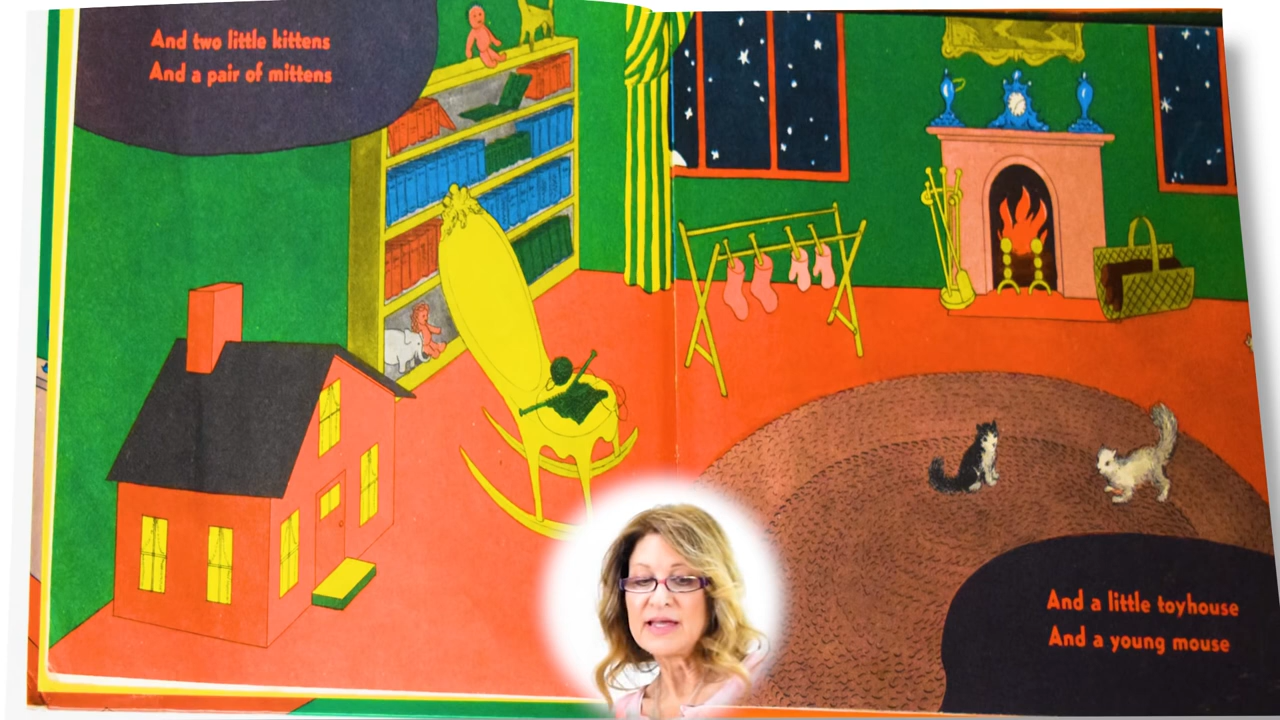 And two little kittens
And a pair of mittens
And a little toyhouse
And a young mouse